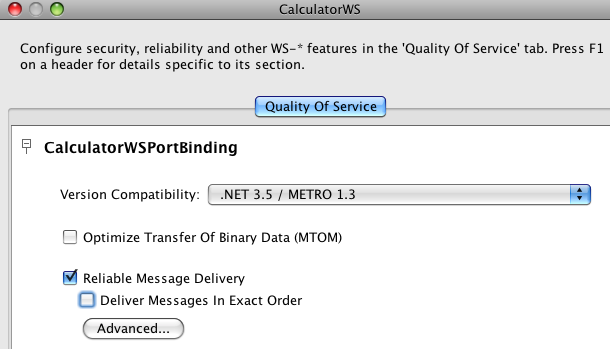 CalculatorWS
Configure security, reliability and other WS-* features in the 'Quality Of Service' tab. Press F1
on a header for details specific to its section.
Quality Of Service
CalculatorWSPortBinding
Version Compatibility: .NET 3.5 / METRO 1.3
Optimize Transfer Of Binary Data (MTOM)
Reliable Message Delivery
Deliver Messages In Exact Order
Advanced...